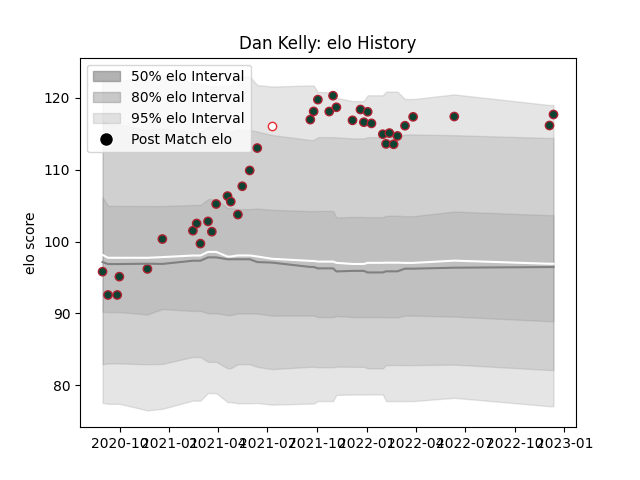 Dan Kelly: elo History
50% elo Interval
80% elo Interval
95% elo Interval
Post Match elo
elo score
120
110
100
90
80
2020-10 2021-01 2021-04 2021-07 2021-10 2022-01 2022-04 2022-07 2022-10 2023-01